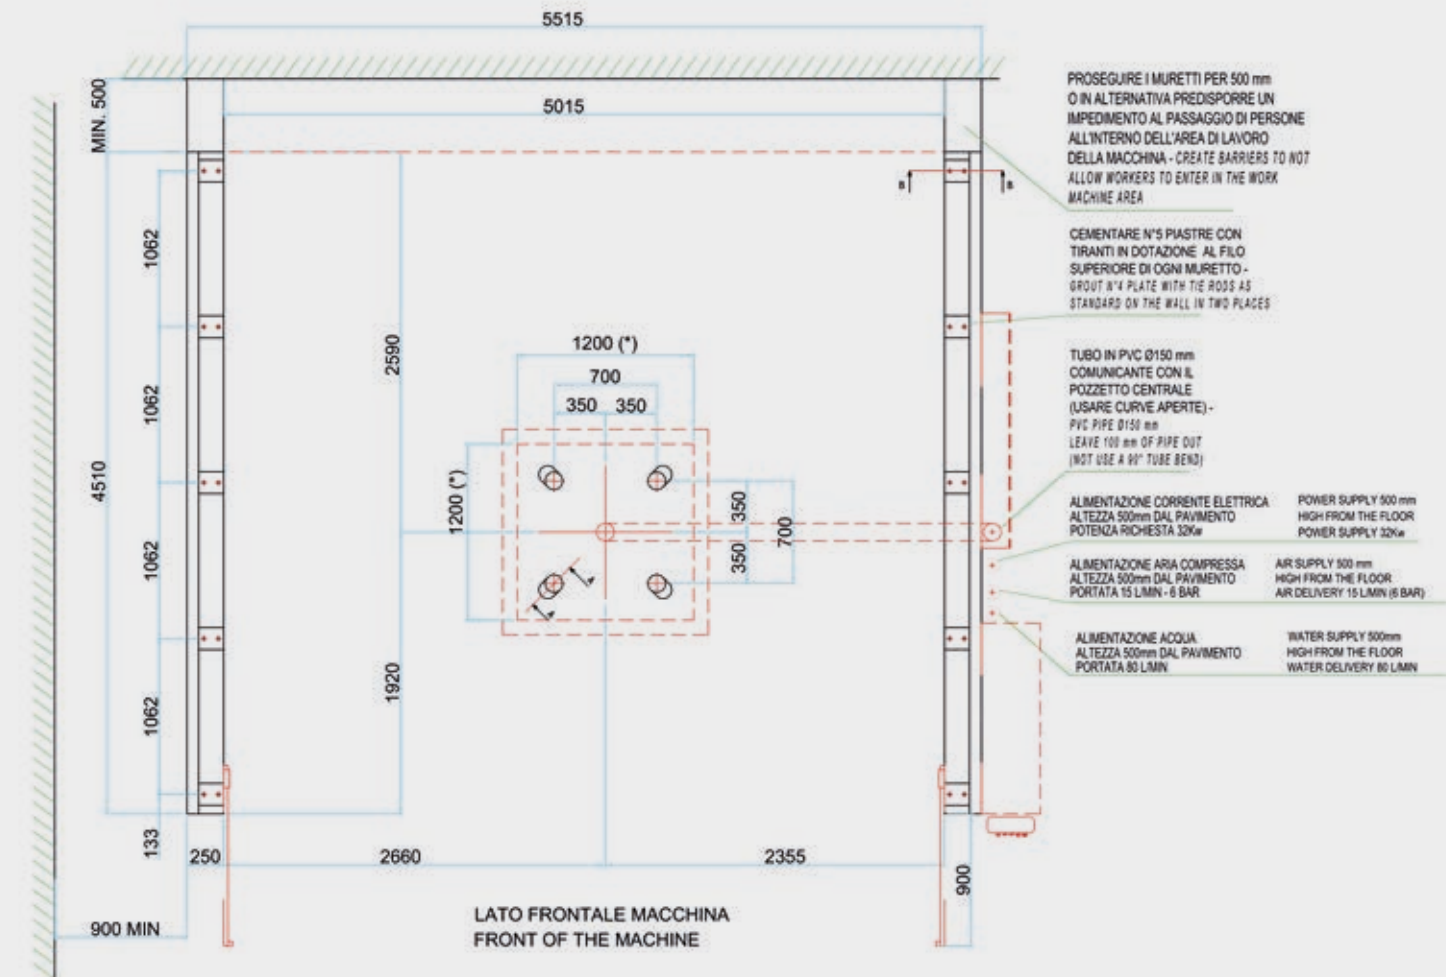 5515
5015
MIN. 500
1062
1062
1062
1062
133
4510
2590
1920
1200 (*)
700
350 350
1200 (*)
350
350
700
A
A
B B
250
2660
2355
900
900 MIN
LATO FRONTALE MACCHINA
FRONT OF THE MACHINE
PROSEGUIRE I MURETTI PER 500 mm
O IN ALTERNATIVA PREDISPORRE UN
IMPEDIMENTO AL PASSAGGIO DI PERSONE
ALL'INTERNO DELL'AREA DI LAVORO
DELLA MACCHINA - CREATE BARRIERS TO NOT
ALLOW WORKERS TO ENTER IN THE WORK
MACHINE AREA
CEMENTARE N°5 PIASTRE CON
TIRANTI IN DOTAZIONE AL FILO
SUPERIORE DI OGNI MURETTO -
GROUT N°4 PLATE WITH TIE RODS AS
STANDARD ON THE WALL IN TWO PLACES
TUBO IN PVC Ø150 mm
COMUNICANTE CON IL
POZZETTO CENTRALE
(USARE CURVE APERTE) -
PVC PIPE Ø150 mm
LEAVE 100 mm OF PIPE OUT
(NOT USE A 90° TUBE BEND)
ALIMENTAZIONE CORRENTE ELETTRICA
ALTEZZA 500mm DAL PAVIMENTO
POTENZA RICHIESTA 32Kw
POWER SUPPLY 500 mm
HIGH FROM THE FLOOR
POWER SUPPLY 32Kw
ALIMENTAZIONE ARIA COMPRESSA
ALTEZZA 500mm DAL PAVIMENTO
PORTATA 15 L/MIN - 6 BAR
AIR SUPPLY 500 mm
HIGH FROM THE FLOOR
AIR DELIVERY 15 L/MIN (6 BAR)
ALIMENTAZIONE ACQUA
ALTEZZA 500mm DAL PAVIMENTO
PORTATA 80 L/MIN
WATER SUPPLY 500mm
HIGH FROM THE FLOOR
WATER DELIVERY 80 L/MIN